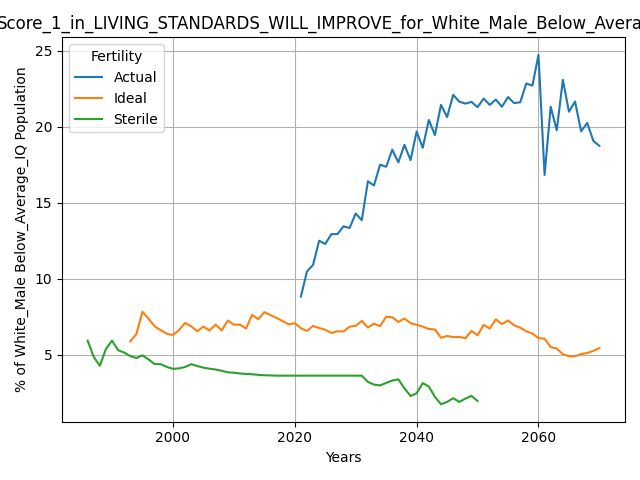 Score_1_in_LIVING_STANDARDS_WILL_IMPROVE_for_White_Male_Below_Avera
Fertility
Actual
Ideal
Sterile
% of White_Male Below_Average_IQ Population
25
20
15
10
5
2000 2020 2040 2060
Years